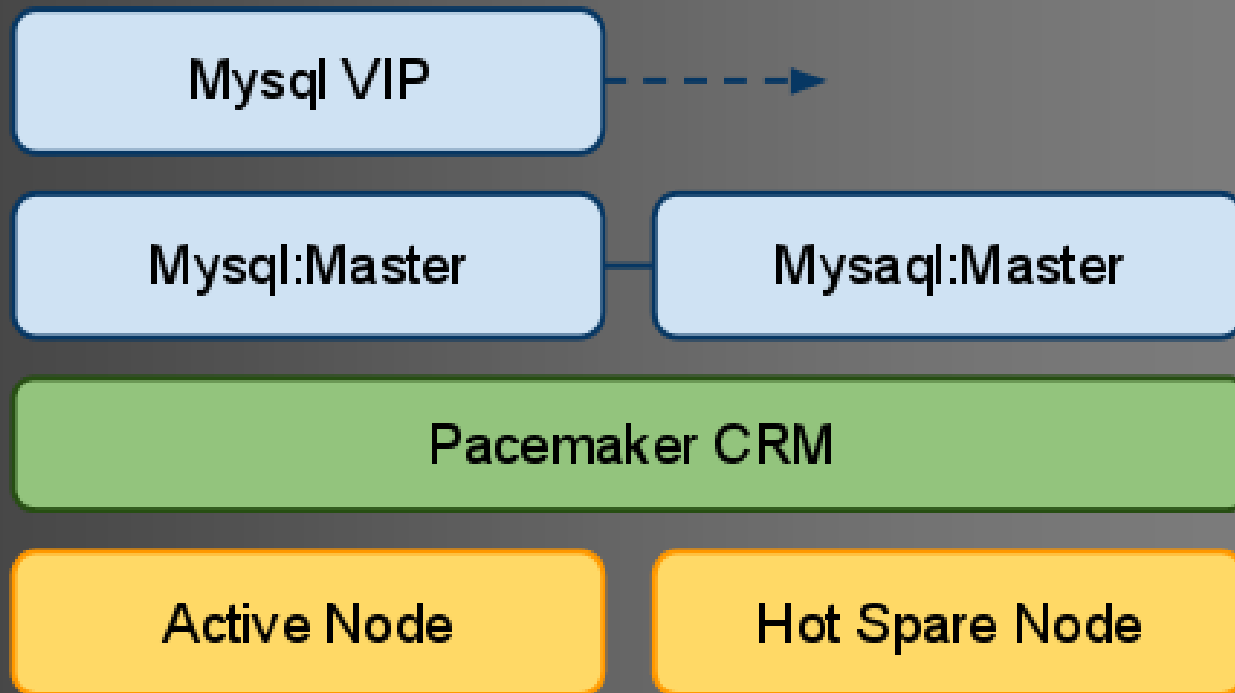 Mysql VIP
Mysql:Master
Mysaql:Master
Pacemaker CRM
Active Node
Hot Spare Node